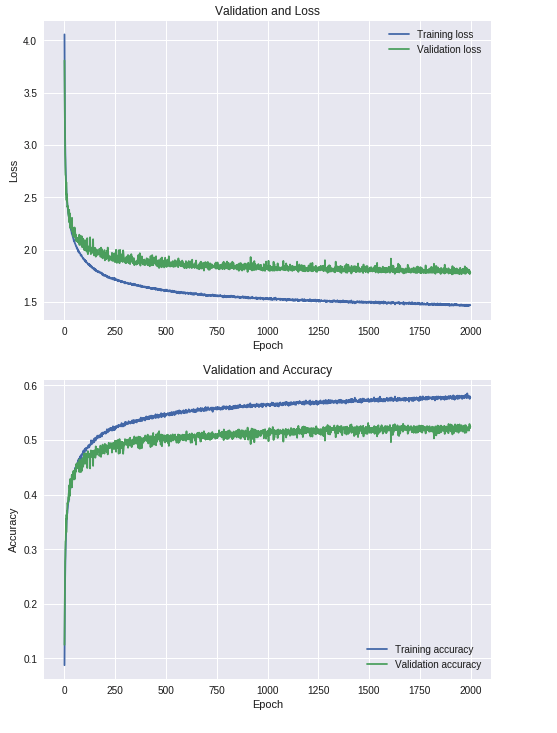 Validation and Loss
Training loss
Validation loss
4.0
3.5
3.0
2.5
2.0
1.5
Loss
0 250 500 750 1000 1250 1500 1750 2000
Epoch
Validation and Accuracy
0.6
0.5
0.4
0.3
0.2
0.1
Accuracy
Training accuracy
Validation accuracy
0 250 500 750 1000 1250 1500 1750 2000
Epoch